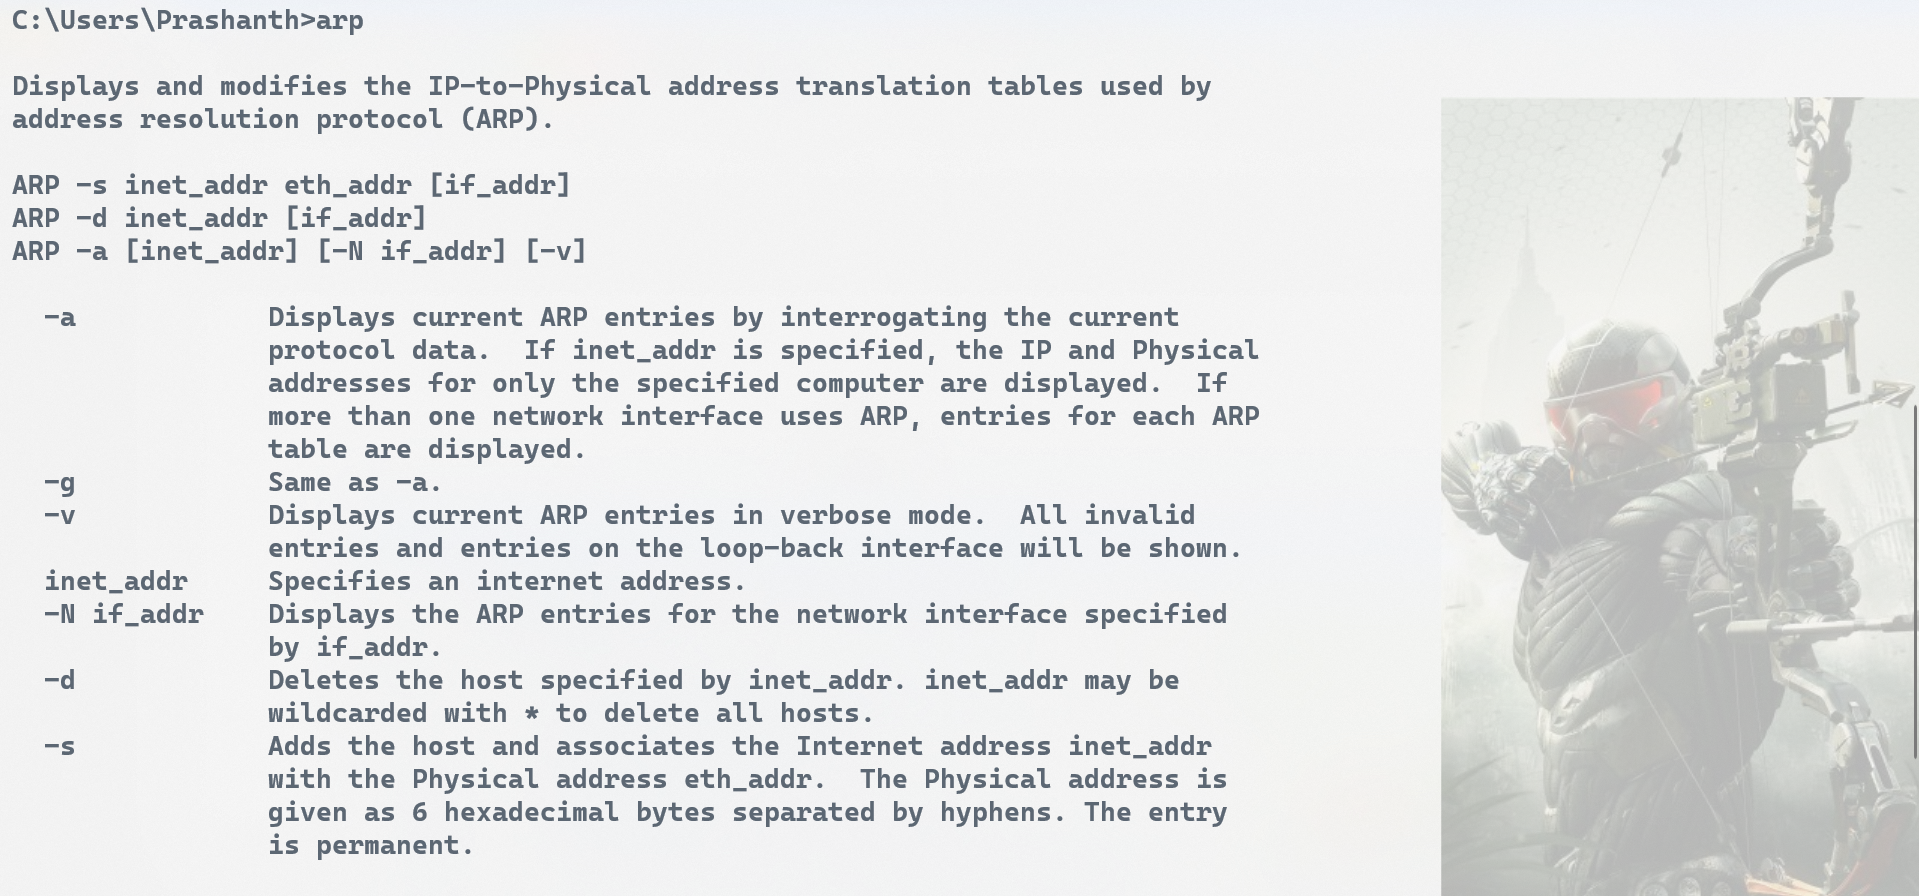 C:\Users\Prashanth>arp
Displays and modifies the IP-to-Physical address translation tables used by
address resolution protocol (ARP).
ARP -s inet_addr eth_addr [if_addr]
ARP -d inet_addr [if_addr]
ARP -a [inet_addr] [-N if_addr] [-v]
-a Displays current ARP entries by interrogating the current
protocol data.  If inet_addr is specified, the IP and Physical
addresses for only the specified computer are displayed.  If
more than one network interface uses ARP, entries for each ARP
table are displayed.
-g Same as -a.
-v Displays current ARP entries in verbose mode.  All invalid
entries and entries on the loop-back interface will be shown.
inet_addr Specifies an internet address.
-N if_addr Displays the ARP entries for the network interface specified
by if_addr.
-d Deletes the host specified by inet_addr. inet_addr may be
wildcarded with * to delete all hosts.
-s Adds the host and associates the Internet address inet_addr
with the Physical address eth_addr.  The Physical address is
given as 6 hexadecimal bytes separated by hyphens. The entry
is permanent.